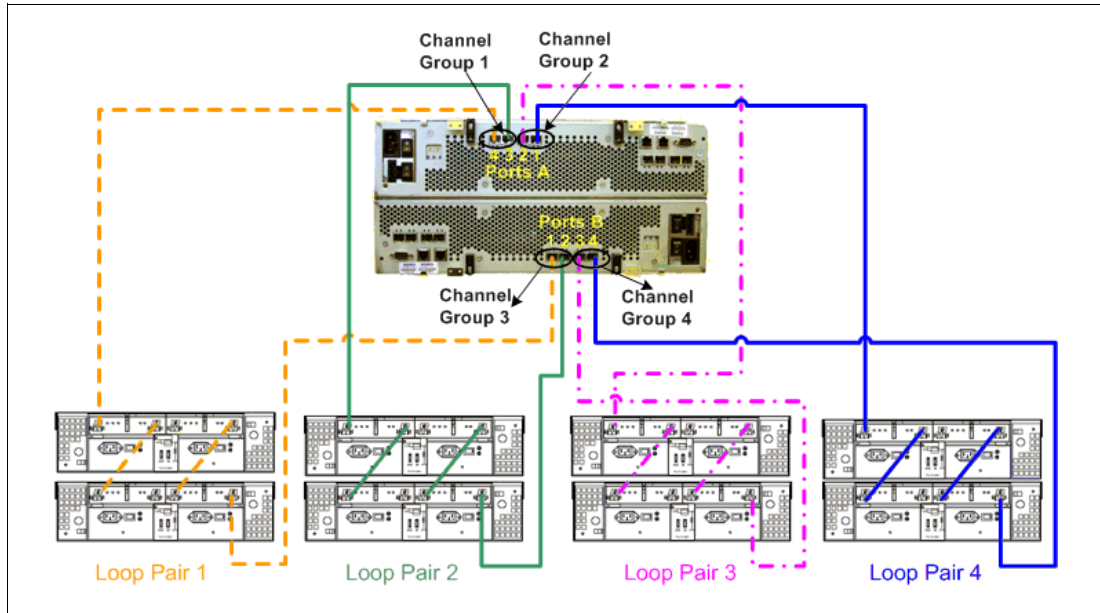 Channel
Group 1
Channel
Group 2
4 3 2 1
Ports A
Ports B
1 2 3 4
Channel
Group 3
Channel
Group 4
Loop Pair 1
Loop Pair 2
Loop Pair 3
Loop Pair 4